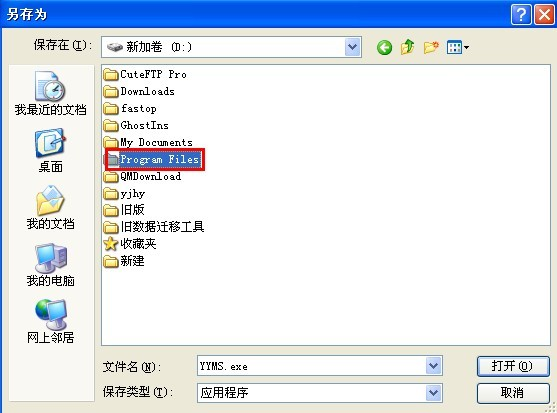 另存为
保存在(I):
新加卷 (D:)
我最近的文档
桌面
我的文档
我的电脑
网上邻居
CuteFTP Pro
Downloads
fastop
GhostIns
My Documents
Program Files
QMDownload
yjhy
旧版
旧数据迁移工具
收藏夹
新建
文件名(N):
YYMS.exe
打开(O)
保存类型(T):
应用程序
取消